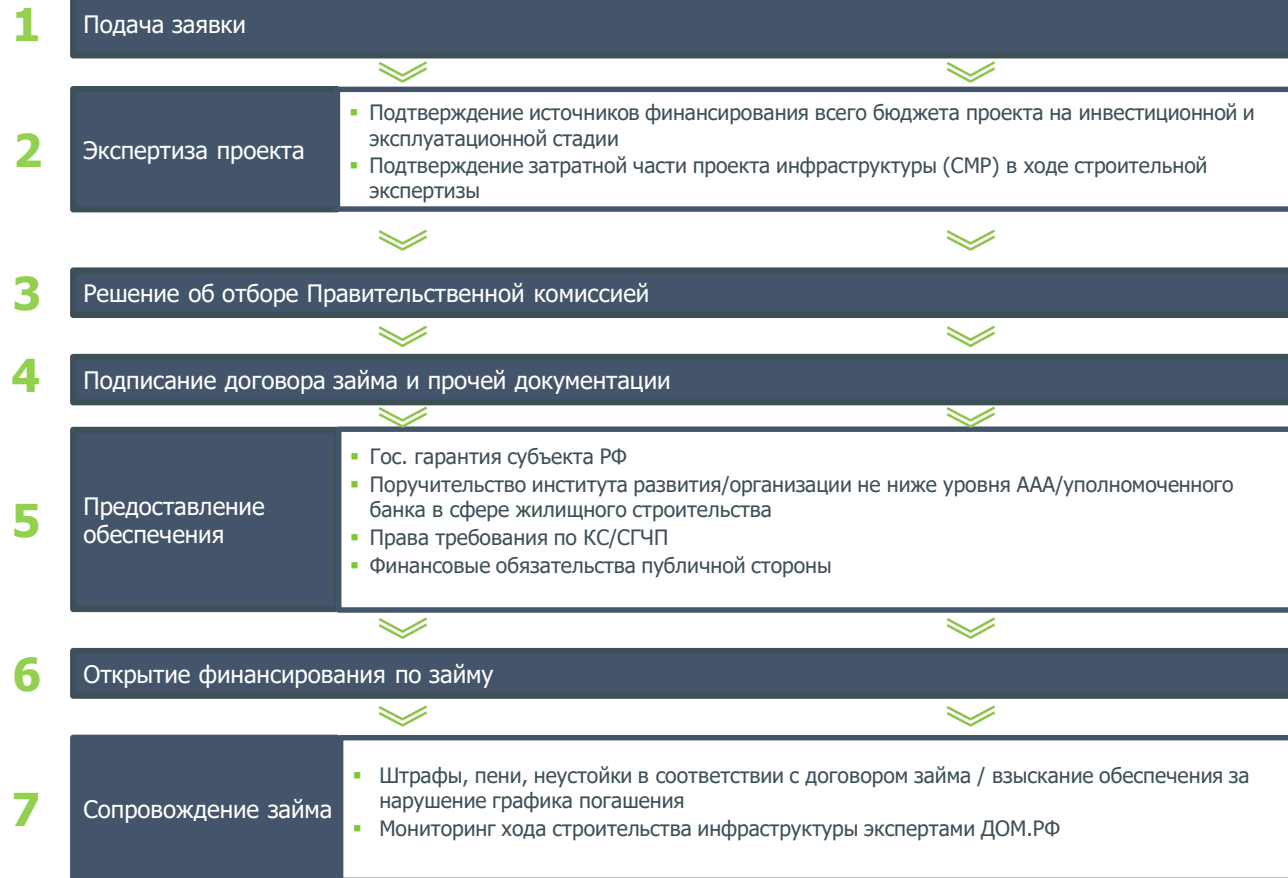 1
Подача заявки
2
Экспертиза проекта
▪ Подтверждение источников финансирования всего бюджета проекта на инвестиционной и
эксплуатационной стадии
▪ Подтверждение затратной части проекта инфраструктуры (СМР) в ходе строительной
экспертизы
3
Решение об отборе Правительственной комиссией
4
Подписание договора займа и прочей документации
5
Предоставление
обеспечения
▪ Гос. гарантия субъекта РФ
▪ Поручительство института развития/организации не ниже уровня ААА/уполномоченного
банка в сфере жилищного строительства
▪ Права требования по КС/СГЧП
▪ Финансовые обязательства публичной стороны
6
Открытие финансирования по займу
7
Сопровождение займа
▪ Штрафы, пени, неустойки в соответствии с договором займа / взыскание обеспечения за
нарушение графика погашения
▪ Мониторинг хода строительства инфраструктуры экспертами ДОМ.РФ